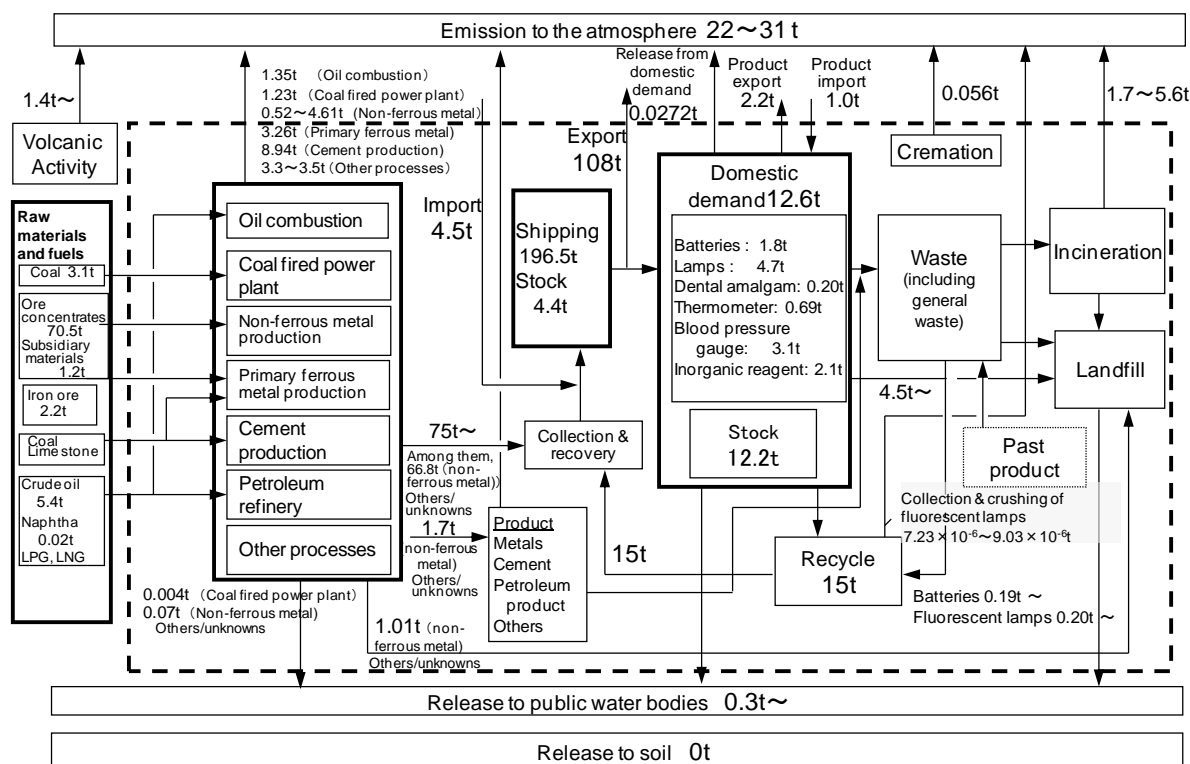 Emission to the atmosphere 22～31 t
1.4t～
Volcanic
Activity
1.35t （Oil combustion）
1.23t （Coal fired power plant）
0.52～4.61t （Non-ferrous metal）
3.26t （Primary ferrous metal）
8.94t （Cement production）
3.3～3.5t （Other processes）
Release from
domestic
demand
0.0272t
Product
export
2.2t
Product
import
1.0t
0.056t
Cremation
1.7～5.6t
Export
108t
Import
4.5t
Raw
materials
and fuels
Coal 3.1t
Ore
concentrates
70.5t
Subsidiary
materials
1.2t
Iron ore
2.2t
Coal
Lime stone
Crude oil
5.4t
Naphtha
0.02t
LPG, LNG
Oil combustion
Coal fired power
plant
Non-ferrous metal
production
Primary ferrous
metal production
Cement
production
Petroleum
refinery
Other processes
Shipping
196.5t
Stock
4.4t
Domestic
demand12.6t
Batteries : 1.8t
Lamps : 4.7t
Dental amalgam: 0.20t
Thermometer: 0.69t
Blood pressure
gauge: 3.1t
Inorganic reagent: 2.1t
Stock
12.2t
Waste
(including
general
waste)
Incineration
Landfill
4.5t～
Past
product
75t～
Among them,
66.8t (non-
ferrous metal))
Others/
unknowns
Collection &
recovery
1.7t
(non-ferrous
metal)
Others/
unknowns
Product
Metals
Cement
Petroleum
product
Others
15t
Recycle
15t
Collection & crushing of
fluorescent lamps
7.23 × 10⁻⁶～9.03 × 10⁻⁶t
Batteries 0.19t ～
Fluorescent lamps 0.20t ～
0.004t （Coal fired power plant）
0.07t （Non-ferrous metal）
Others/unknowns
1.01t （non-
ferrous metal）
Others/unknowns
Release to public water bodies 0.3t～
Release to soil 0t